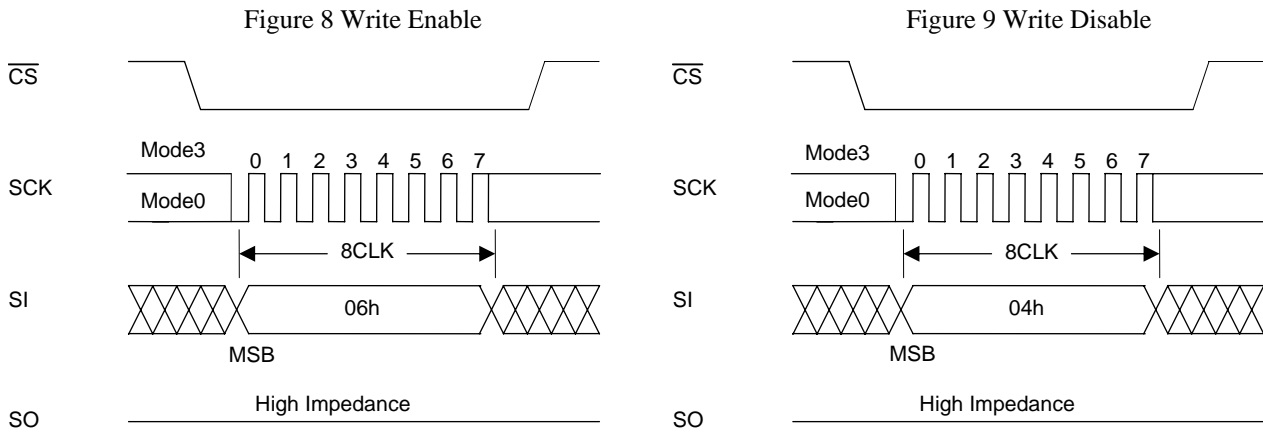 Figure 8 Write Enable
CS
Mode3
0 1 2 3 4 5 6 7
SCK
Mode0
8CLK
SI
06h
MSB
High Impedance
SO
Figure 9 Write Disable
CS
Mode3
0 1 2 3 4 5 6 7
SCK
Mode0
8CLK
SI
04h
MSB
High Impedance
SO